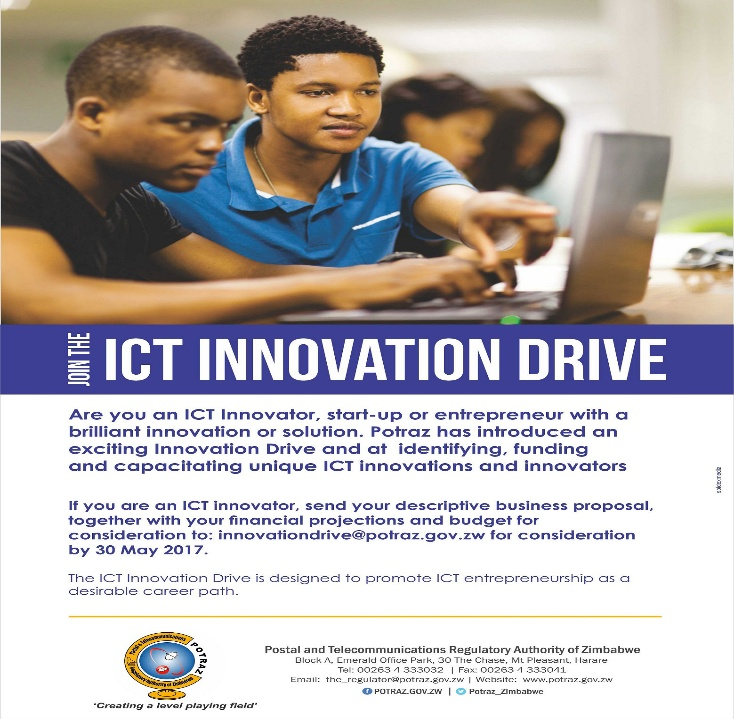 JOIN THE ICT INNOVATION DRIVE
Are you an ICT Innovator, start-up or entrepreneur with a
brilliant innovation or solution. Potraz has introduced an
exciting Innovation Drive and at identifying, funding
and capacitating unique ICT innovations and innovators
If you are an ICT innovator, send your descriptive business proposal,
together with your financial projections and budget for
consideration to: innovationdrive@potraz.gov.zw for consideration
by 30 May 2017.
The ICT Innovation Drive is designed to promote ICT entrepreneurship as a
desirable career path.
POTRAZ
'Creating a level playing field'
Postal and Telecommunications Regulatory Authority of Zimbabwe
Block A, Emerald Office Park, 30 The Chase, Mt Pleasant, Harare
Tel: 00263 4 333032 | Fax: 00263 4 333041
Email: the_regulator@potraz.gov.zw | Website: www.potraz.gov.zw
POTRAZ.GOV.ZW | Potraz_Zimbabwe